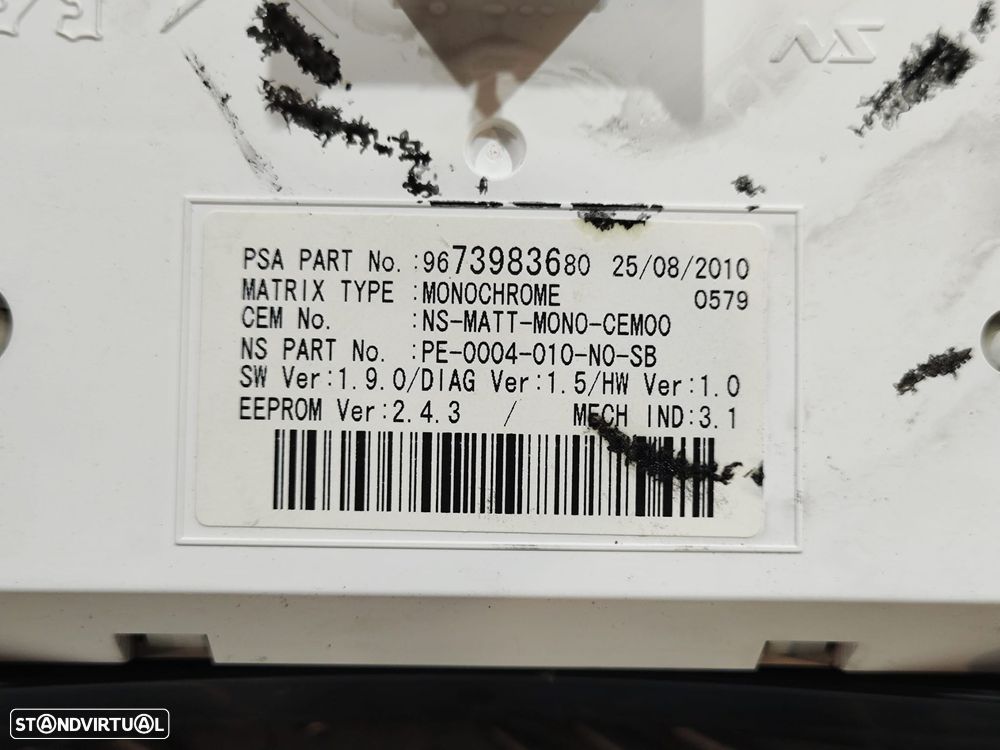 PSA PART No.:9673983680 25/08/2010
MATRIX TYPE :MONOCHROME 0579
CEM No. :NS-MATT-MONO-CEM00
NS PART No. :PE-0004-010-NO-SB
SW Ver:1.9.0/DIAG Ver:1.5/HW Ver:1.0
EEPROM Ver:2.4.3 / MECH IND:3.1
STANDVIRTUAL